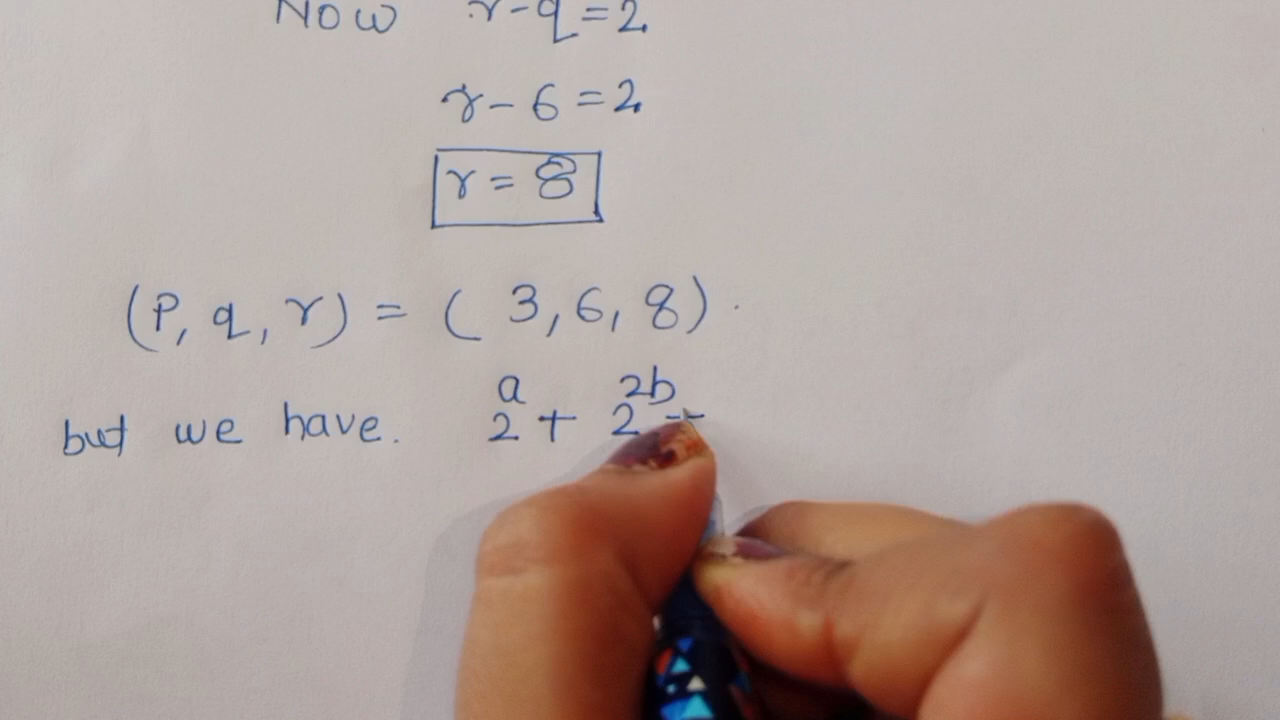 Now r-q=2
r-6=2
r=8
(P, q, r) = ( 3, 6, 8) .
but we have. 2^a + 2^2b +